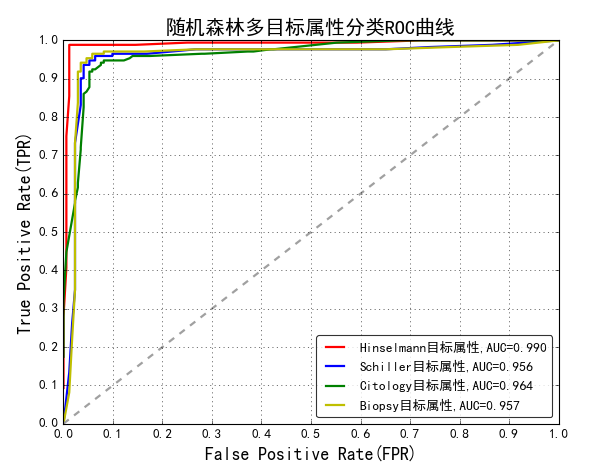 随机森林多目标属性分类ROC曲线
True Positive Rate(TPR)
1.0
0.9
0.8
0.7
0.6
0.5
0.4
0.3
0.2
0.1
0.0
Hinselmann目标属性,AUC=0.990
Schiller目标属性,AUC=0.956
Citology目标属性,AUC=0.964
Biopsy目标属性,AUC=0.957
0.0 0.1 0.2 0.3 0.4 0.5 0.6 0.7 0.8 0.9 1.0
False Positive Rate(FPR)